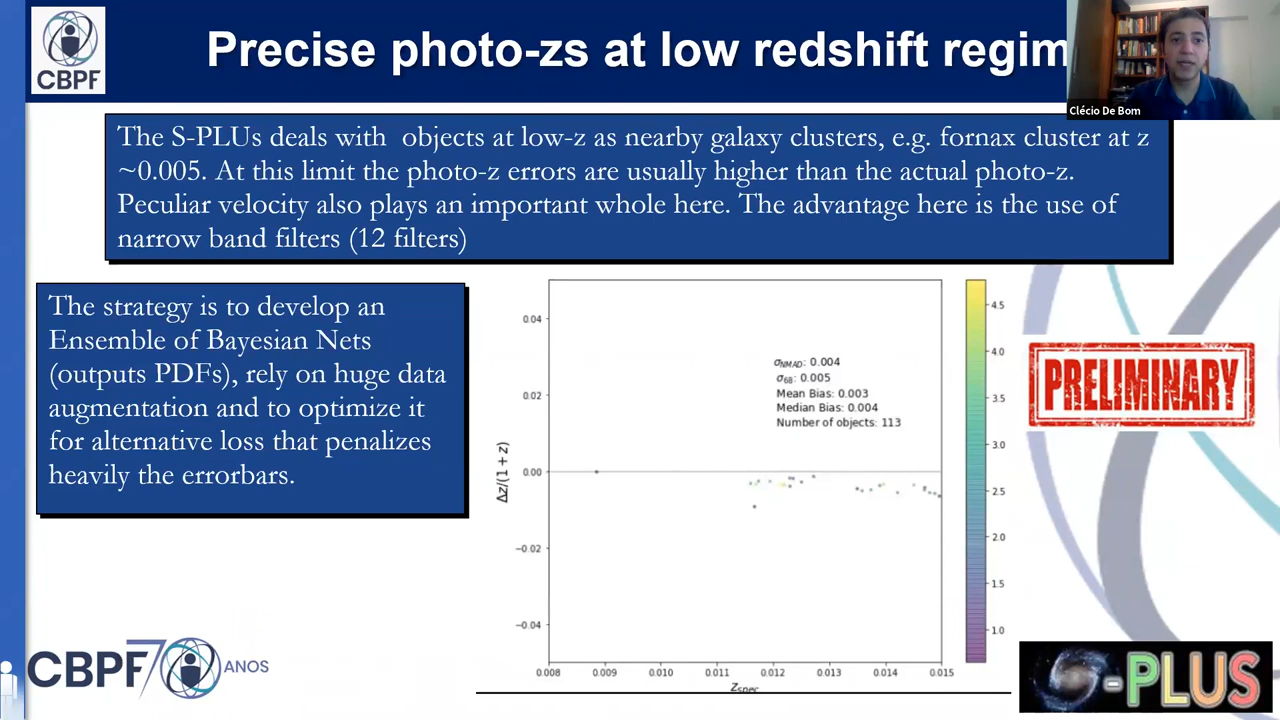 CBPF
Precise photo-zs at low redshift regim
Clécio De Bom
The S-PLUs deals with objects at low-z as nearby galaxy clusters, e.g. fornax cluster at z
~0.005. At this limit the photo-z errors are usually higher than the actual photo-z.
Peculiar velocity also plays an important whole here. The advantage here is the use of
narrow band filters (12 filters)
The strategy is to develop an
Ensemble of Bayesian Nets
(outputs PDFs), rely on huge data
augmentation and to optimize it
for alternative loss that penalizes
heavily the errorbars.
σNMAD: 0.004
σ68: 0.005
Mean Bias: 0.003
Median Bias: 0.004
Number of objects: 113
Δz/(1 + z)
0.04
0.02
0.00
−0.02
−0.04
0.008 0.009 0.010 0.011 0.012 0.013 0.014 0.015
zspec
4.5
4.0
3.5
3.0
2.5
2.0
1.5
1.0
PRELIMINARY
CBPF 70 ANOS
S-PLUS